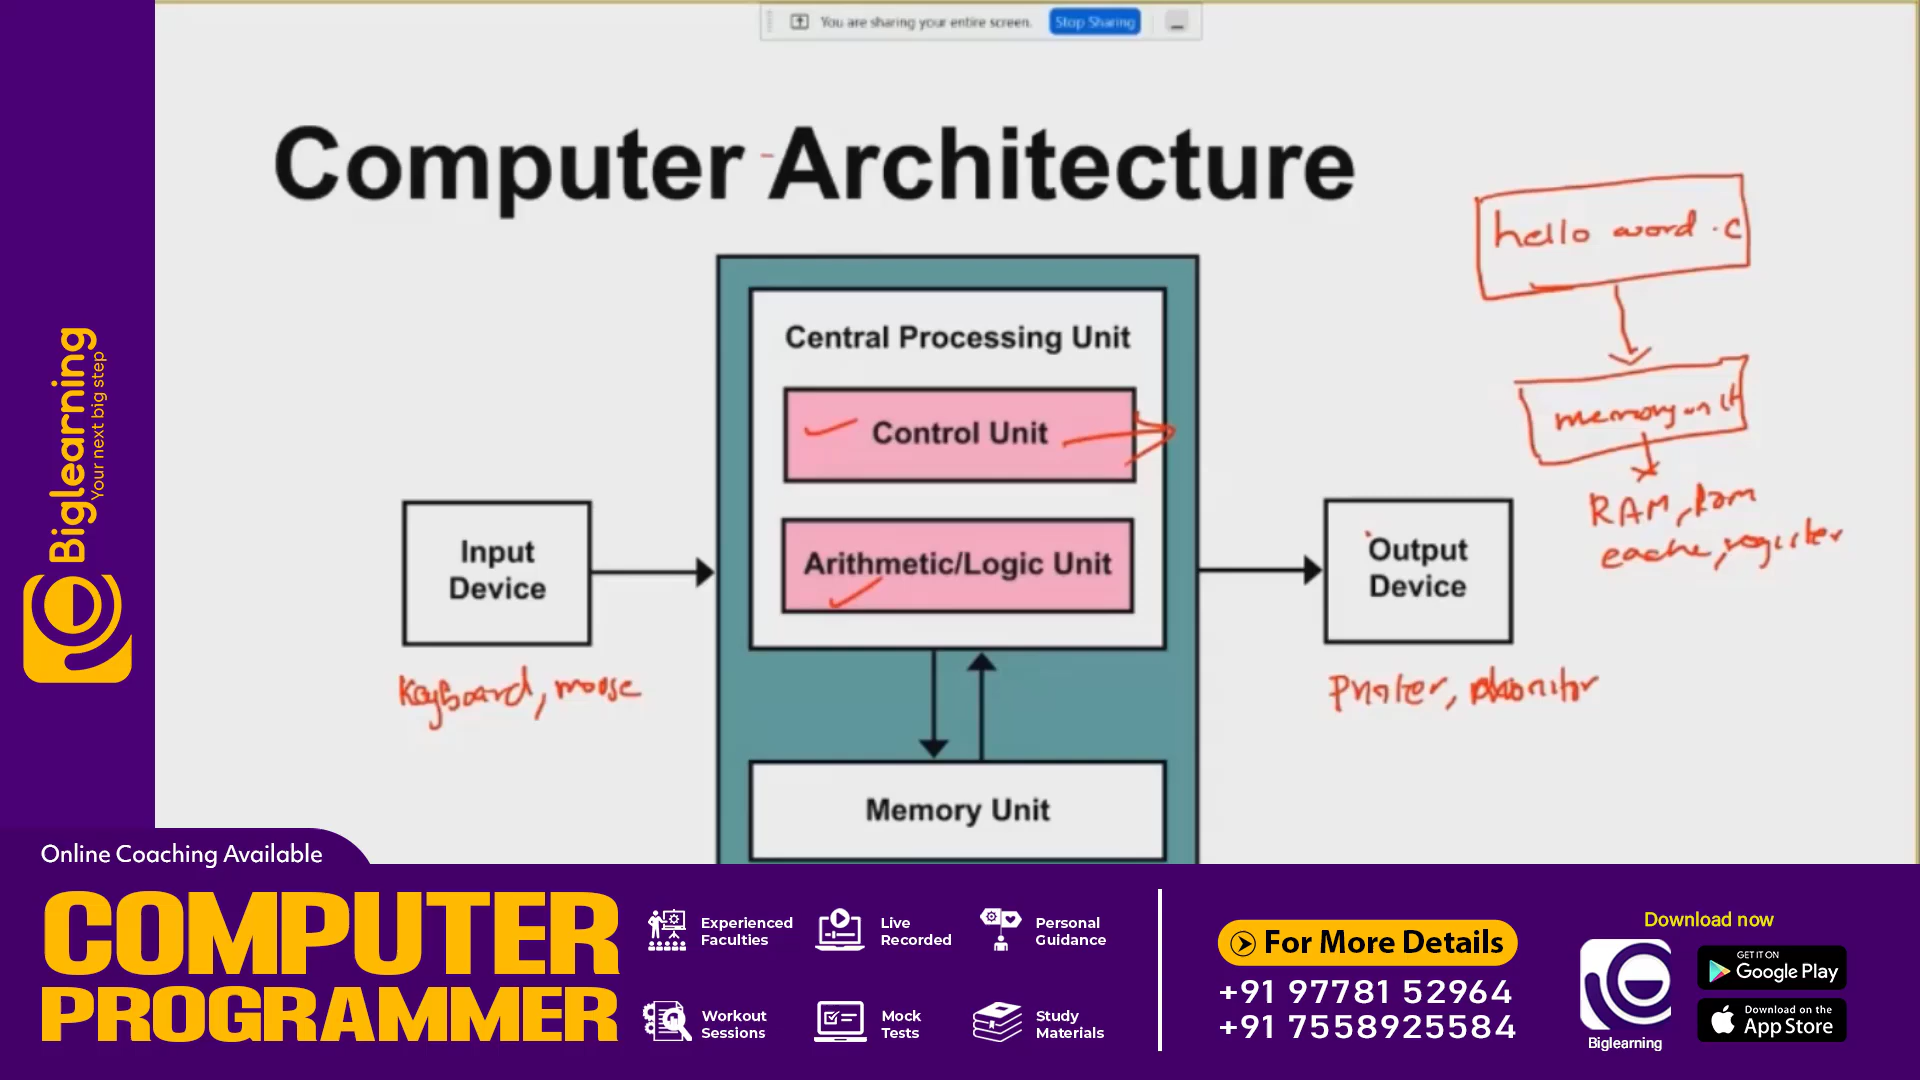 You are sharing your entire screen. Stop Sharing
Computer Architecture
hello word .c
Central Processing Unit
Control Unit
memory unit
RAM, Rom
cache, register
Arithmetic/Logic Unit
Input
Device
Output
Device
Keyboard, mouse
Printer, monitor
Memory Unit
Biglearning
Your next big step
Online Coaching Available
COMPUTER
PROGRAMMER
Experienced
Faculties
Live
Recorded
Personal
Guidance
Workout
Sessions
Mock
Tests
Study
Materials
For More Details
+91 97781 52964
+91 7558925584
Download now
Biglearning
GET IT ON
Google Play
Download on the
App Store